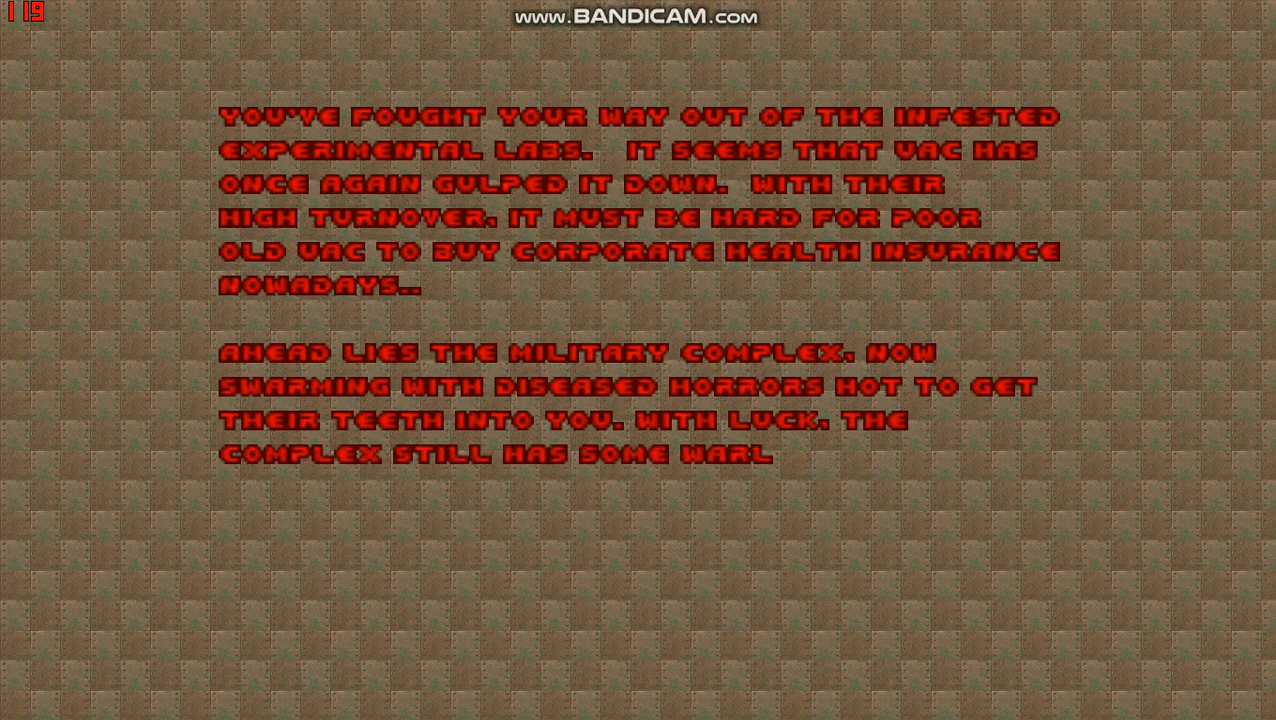 119
www.BANDICAM.com
YOU'VE FOUGHT YOUR WAY OUT OF THE INFESTED
EXPERIMENTAL LABS. IT SEEMS THAT UAC HAS
ONCE AGAIN GULPED IT DOWN. WITH THEIR
HIGH TURNOVER, IT MUST BE HARD FOR POOR
OLD UAC TO BUY CORPORATE HEALTH INSURANCE
NOWADAYS..
AHEAD LIES THE MILITARY COMPLEX, NOW
SWARMING WITH DISEASED HORRORS HOT TO GET
THEIR TEETH INTO YOU. WITH LUCK, THE
COMPLEX STILL HAS SOME WARL